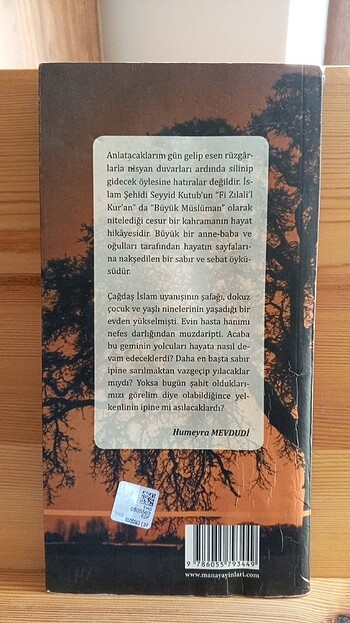 Anlatacaklarım gün gelip esen rüzgâr-
larla nisyan duvarları ardında silinip
gidecek öylesine hatıralar değildir. İs-
lam Şehidi Seyyid Kutub'un "Fi Zılali'l
Kur'an" da "Büyük Müslüman" olarak
nitelediği cesur bir kahramanın hayat
hikâyesidir. Büyük bir anne-baba ve
oğulları tarafından hayatın sayfaları-
na nakşedilen bir sabır ve sebat öykü-
südür.
Çağdaş İslam uyanışının şafağı, dokuz
çocuk ve yaşlı ninelerinin yaşadığı bir
evden yükselmişti. Evin hasta hanımı
nefes darlığından muzdaripti. Acaba
bu geminin yolcuları hayata nasıl de-
vam edeceklerdi? Daha en başta sabır
ipine sarılmaktan vazgeçip yılacaklar
mıydı? Yoksa bugün şahit oldukları-
mızı görelim diye olabildiğince yel-
kenlinin ipine mi asılacaklardı?
Humeyra MEVDUDİ
9 786055 793449
www.manayayinlari.com